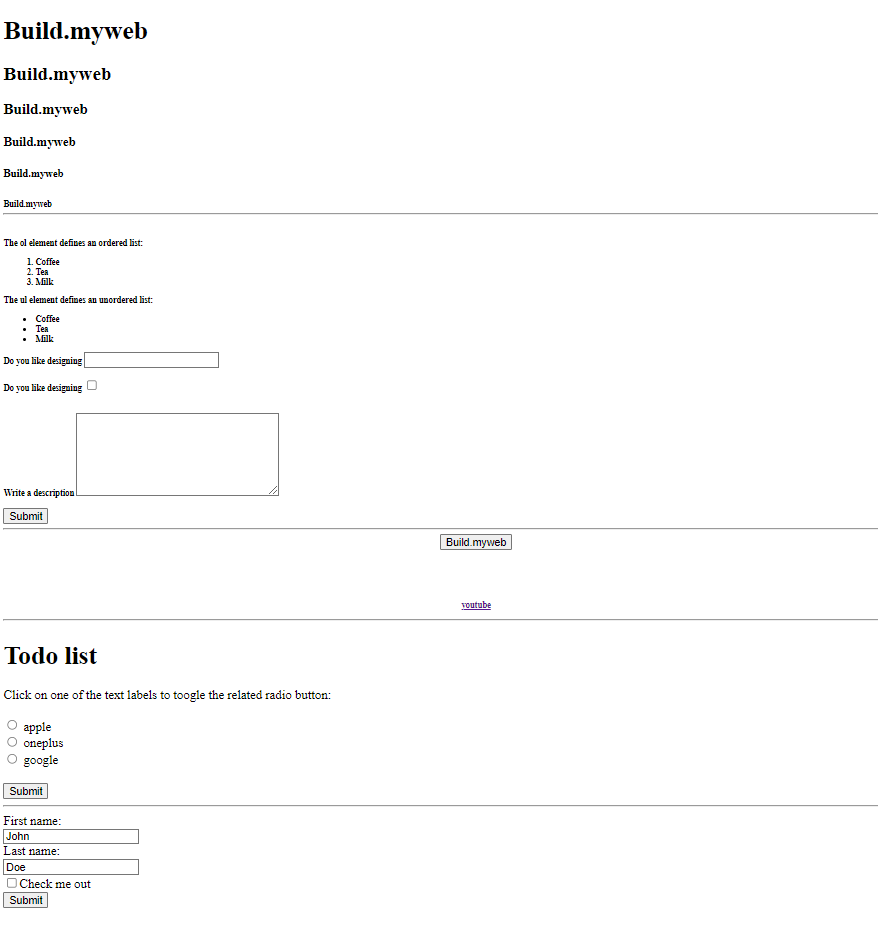 Build.myweb
Build.myweb
Build.myweb
Build.myweb
Build.myweb
Build.myweb
The ol element defines an ordered list:
1. Coffee
2. Tea
3. Milk
The ul element defines an unordered list:
• Coffee
• Tea
• Milk
Do you like designing
Do you like designing
Write a description
Submit
Build.myweb
youtube
Todo list
Click on one of the text labels to toogle the related radio button:
apple
oneplus
google
Submit
First name:
John
Last name:
Doe
Check me out
Submit